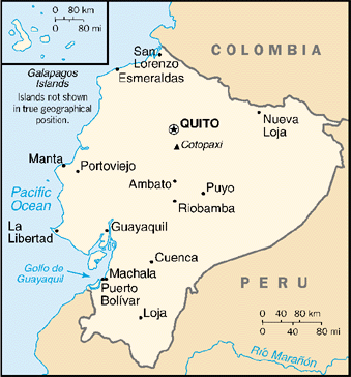 0 80 km
0 80 mi
Galapagos
Islands
Islands not shown
in true geographical
position.
COLOMBIA
San
Lorenzo
Esmeraldas
QUITO
Cotopaxi
Nueva
Loja
Manta
Portoviejo
Pacific
Ocean
Ambato
Puyo
Riobamba
La
Libertad
Guayaquil
Golfo de
Guayaquil
Cuenca
Machala
Puerto
Bolívar
Loja
PERU
0 40 80 km
0 40 80 mi
Río Marañón